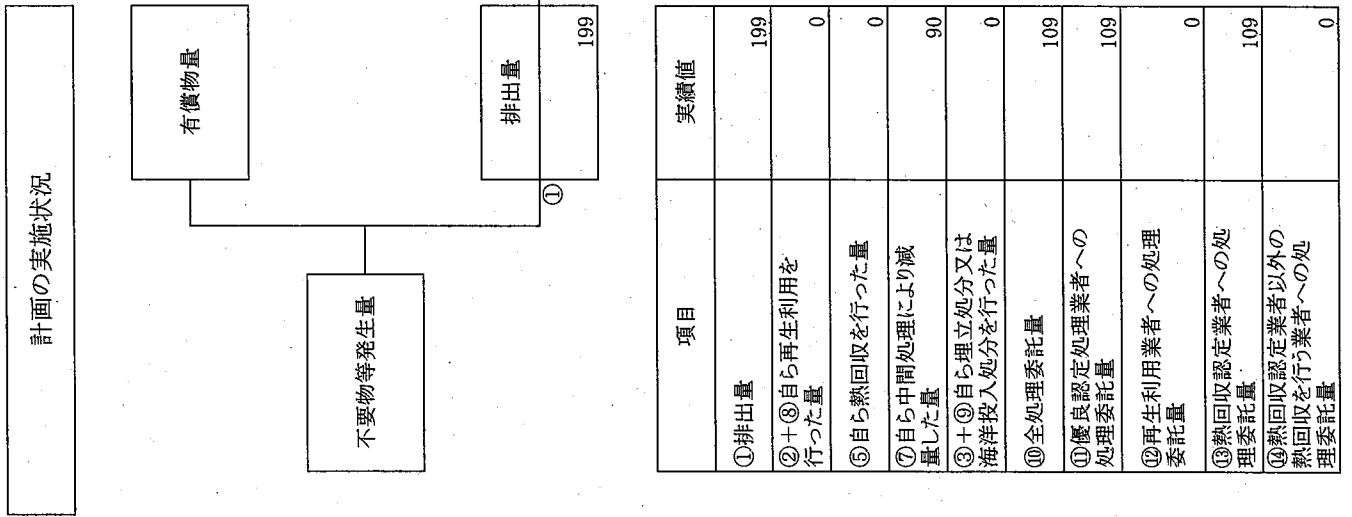 計画の実施状況
不要物等発生量
有償物量
排出量
①
199
項目
実績値
①排出量
199
②+⑧自ら再生利用を
行った量
0
⑤自ら熱回収を行った量
0
⑦自ら中間処理により減
量した量
90
③+⑨自ら埋立処分又は
海洋投入処分を行った量
0
⑩全処理委託量
109
⑪優良認定処理業者への
処理委託量
109
⑫再生利用業者への処理
委託量
0
⑬熱回収認定業者への処
理委託量
109
⑭熱回収認定業者以外の
熱回収を行う業者への処
理委託量
0